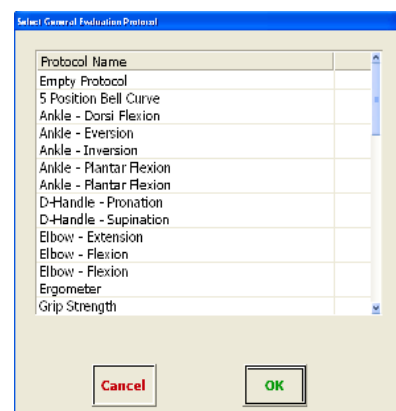 Select General Evaluation Protocol
Protocol Name
Empty Protocol
5 Position Bell Curve
Ankle - Dorsi Flexion
Ankle - Eversion
Ankle - Inversion
Ankle - Plantar Flexion
Ankle - Plantar Flexion
D-Handle - Pronation
D-Handle - Supination
Elbow - Extension
Elbow - Flexion
Elbow - Flexion
Ergometer
Grip Strength
Cancel
OK